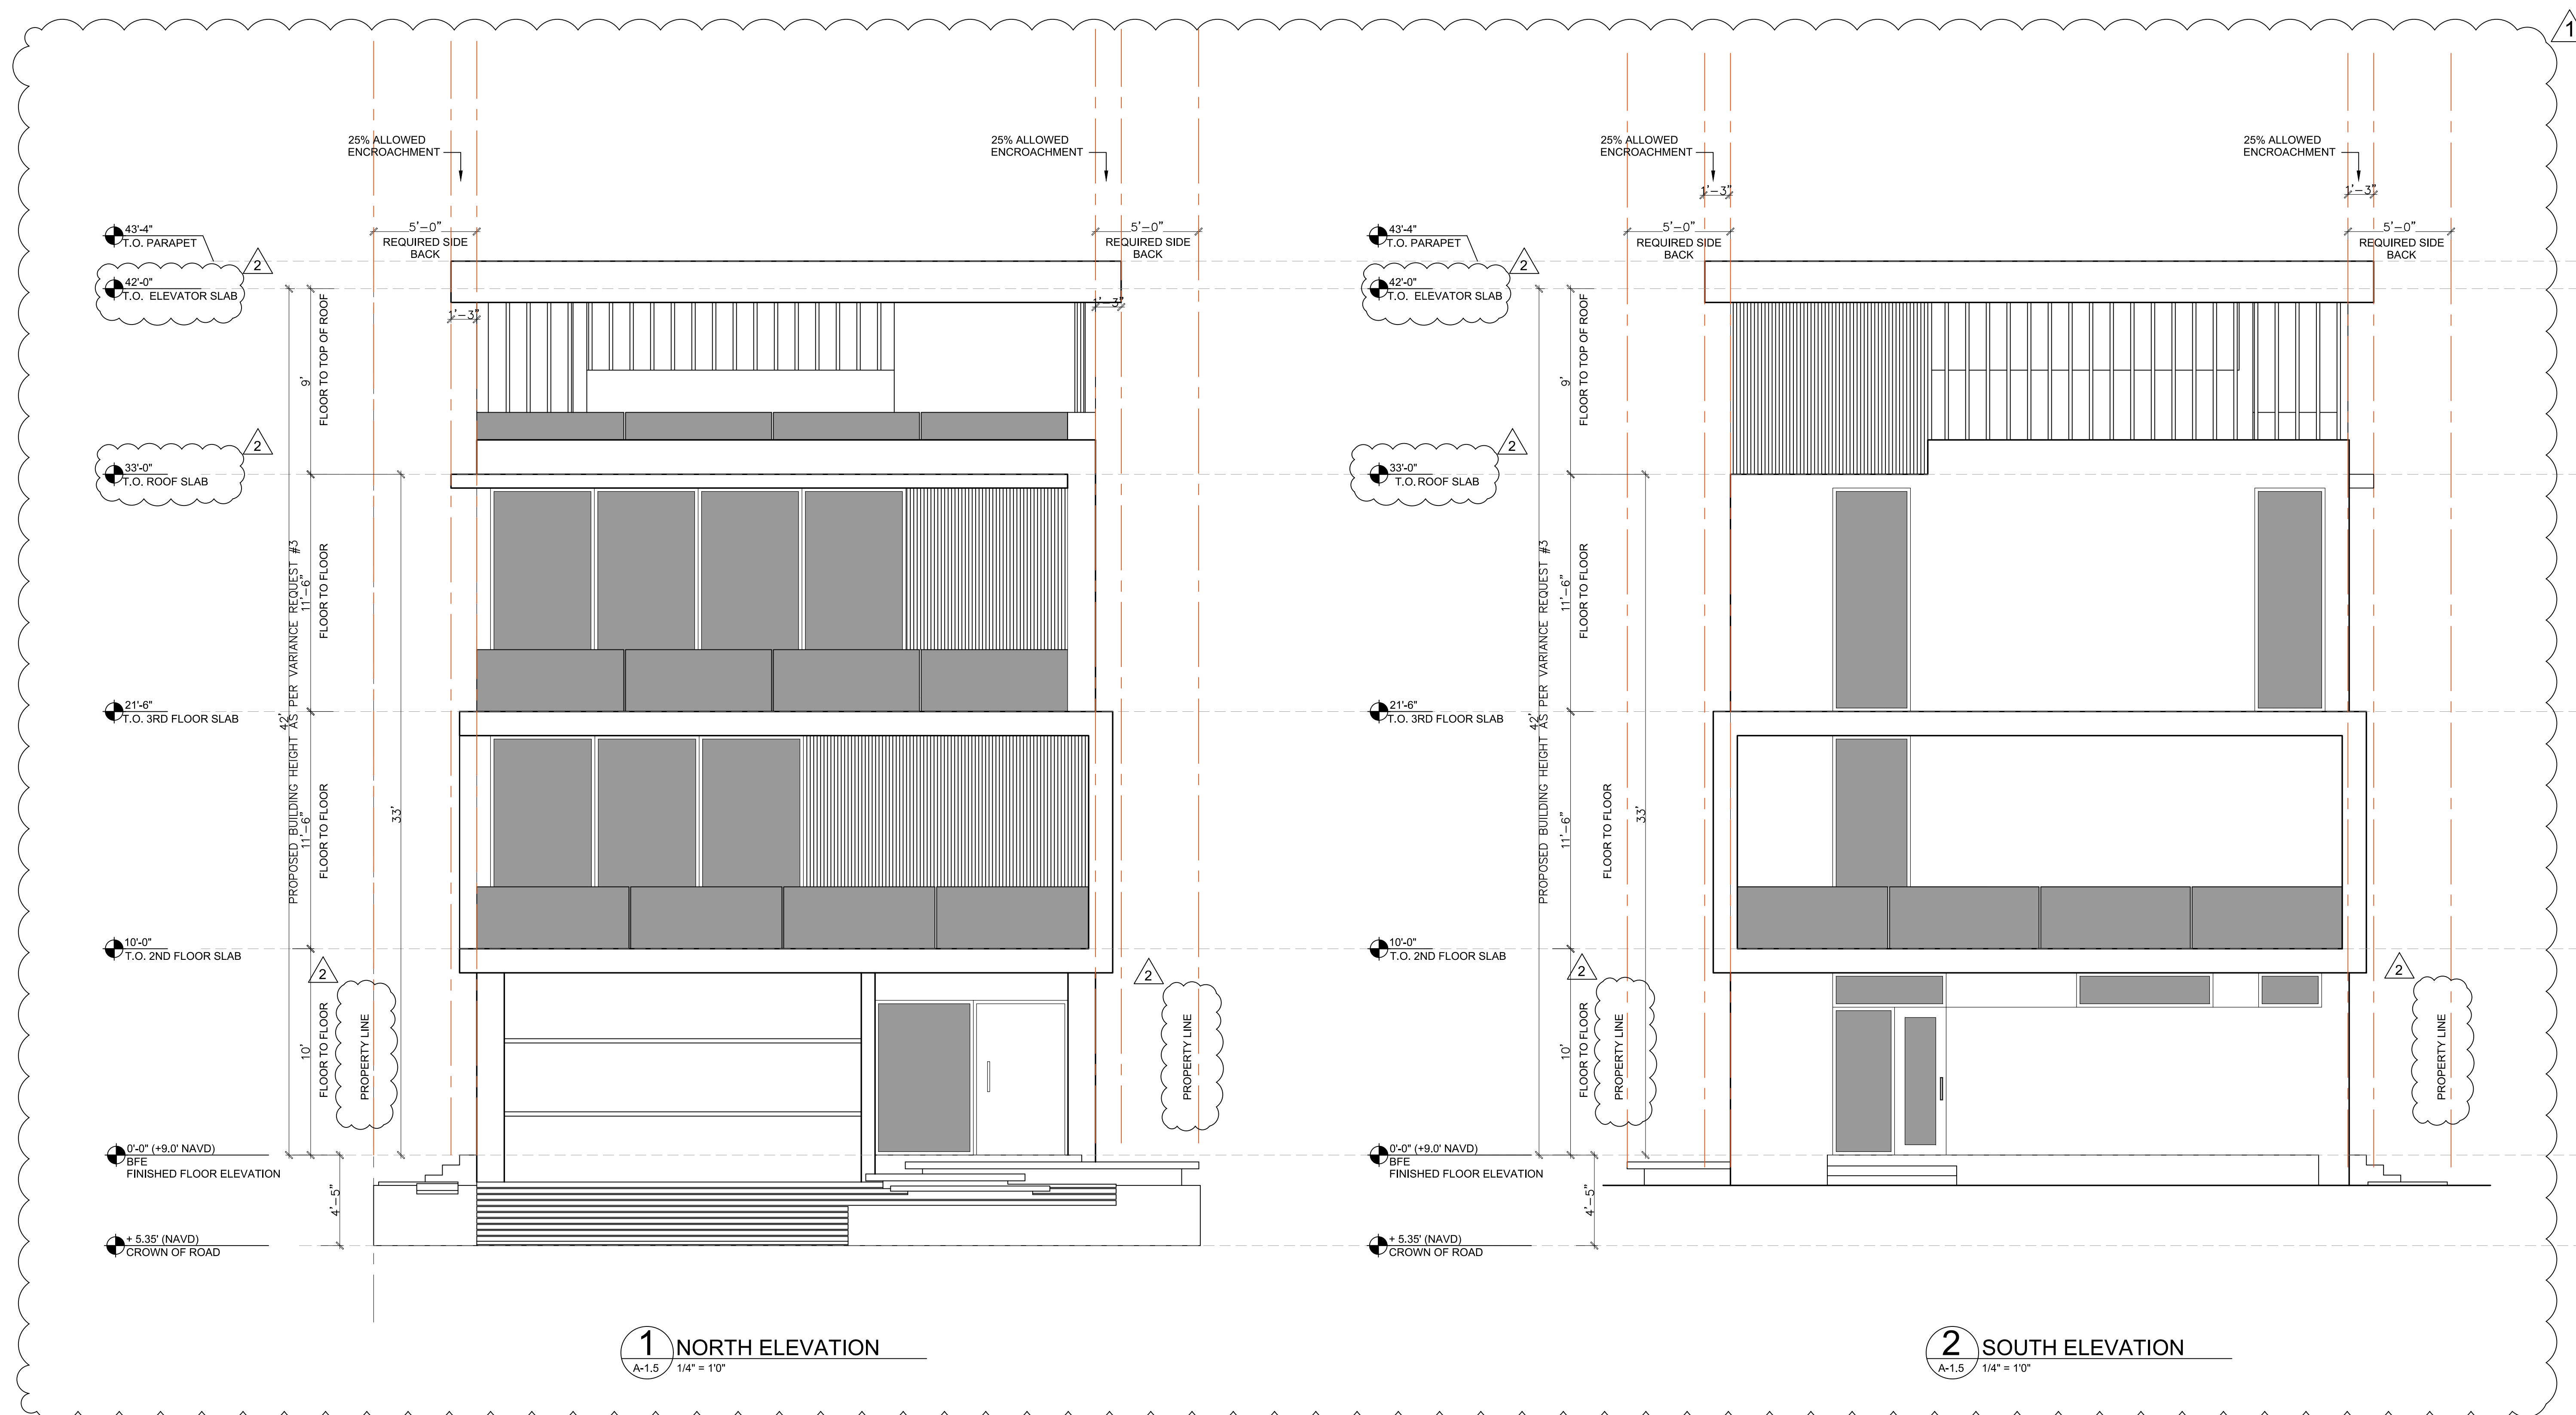 1
25% ALLOWED
ENCROACHMENT
25% ALLOWED
ENCROACHMENT
5'-0"
REQUIRED SIDE
BACK
5'-0"
REQUIRED SIDE
BACK
43'-4"
T.O. PARAPET
2
42'-0"
T.O. ELEVATOR SLAB
1'-3"
1'-3"
9'
FLOOR TO TOP OF ROOF
2
33'-0"
T.O. ROOF SLAB
11'-6"
FLOOR TO FLOOR
42'
PROPOSED BUILDING HEIGHT AS PER VARIANCE REQUEST #3
21'-6"
T.O. 3RD FLOOR SLAB
11'-6"
FLOOR TO FLOOR
33'
10'-0"
T.O. 2ND FLOOR SLAB
2
2
10'
FLOOR TO FLOOR
PROPERTY LINE
PROPERTY LINE
0'-0" (+9.0' NAVD)
BFE
FINISHED FLOOR ELEVATION
4'-5"
+ 5.35' (NAVD)
CROWN OF ROAD
1
A-1.5
NORTH ELEVATION
1/4" = 1'0"
25% ALLOWED
ENCROACHMENT
25% ALLOWED
ENCROACHMENT
1'-3"
1'-3"
5'-0"
REQUIRED SIDE
BACK
5'-0"
REQUIRED SIDE
BACK
43'-4"
T.O. PARAPET
2
42'-0"
T.O. ELEVATOR SLAB
9'
FLOOR TO TOP OF ROOF
2
33'-0"
T.O. ROOF SLAB
11'-6"
FLOOR TO FLOOR
42'
PROPOSED BUILDING HEIGHT AS PER VARIANCE REQUEST #3
21'-6"
T.O. 3RD FLOOR SLAB
11'-6"
FLOOR TO FLOOR
33'
10'-0"
T.O. 2ND FLOOR SLAB
2
2
10'
FLOOR TO FLOOR
PROPERTY LINE
PROPERTY LINE
0'-0" (+9.0' NAVD)
BFE
FINISHED FLOOR ELEVATION
4'-5"
+ 5.35' (NAVD)
CROWN OF ROAD
2
A-1.5
SOUTH ELEVATION
1/4" = 1'0"